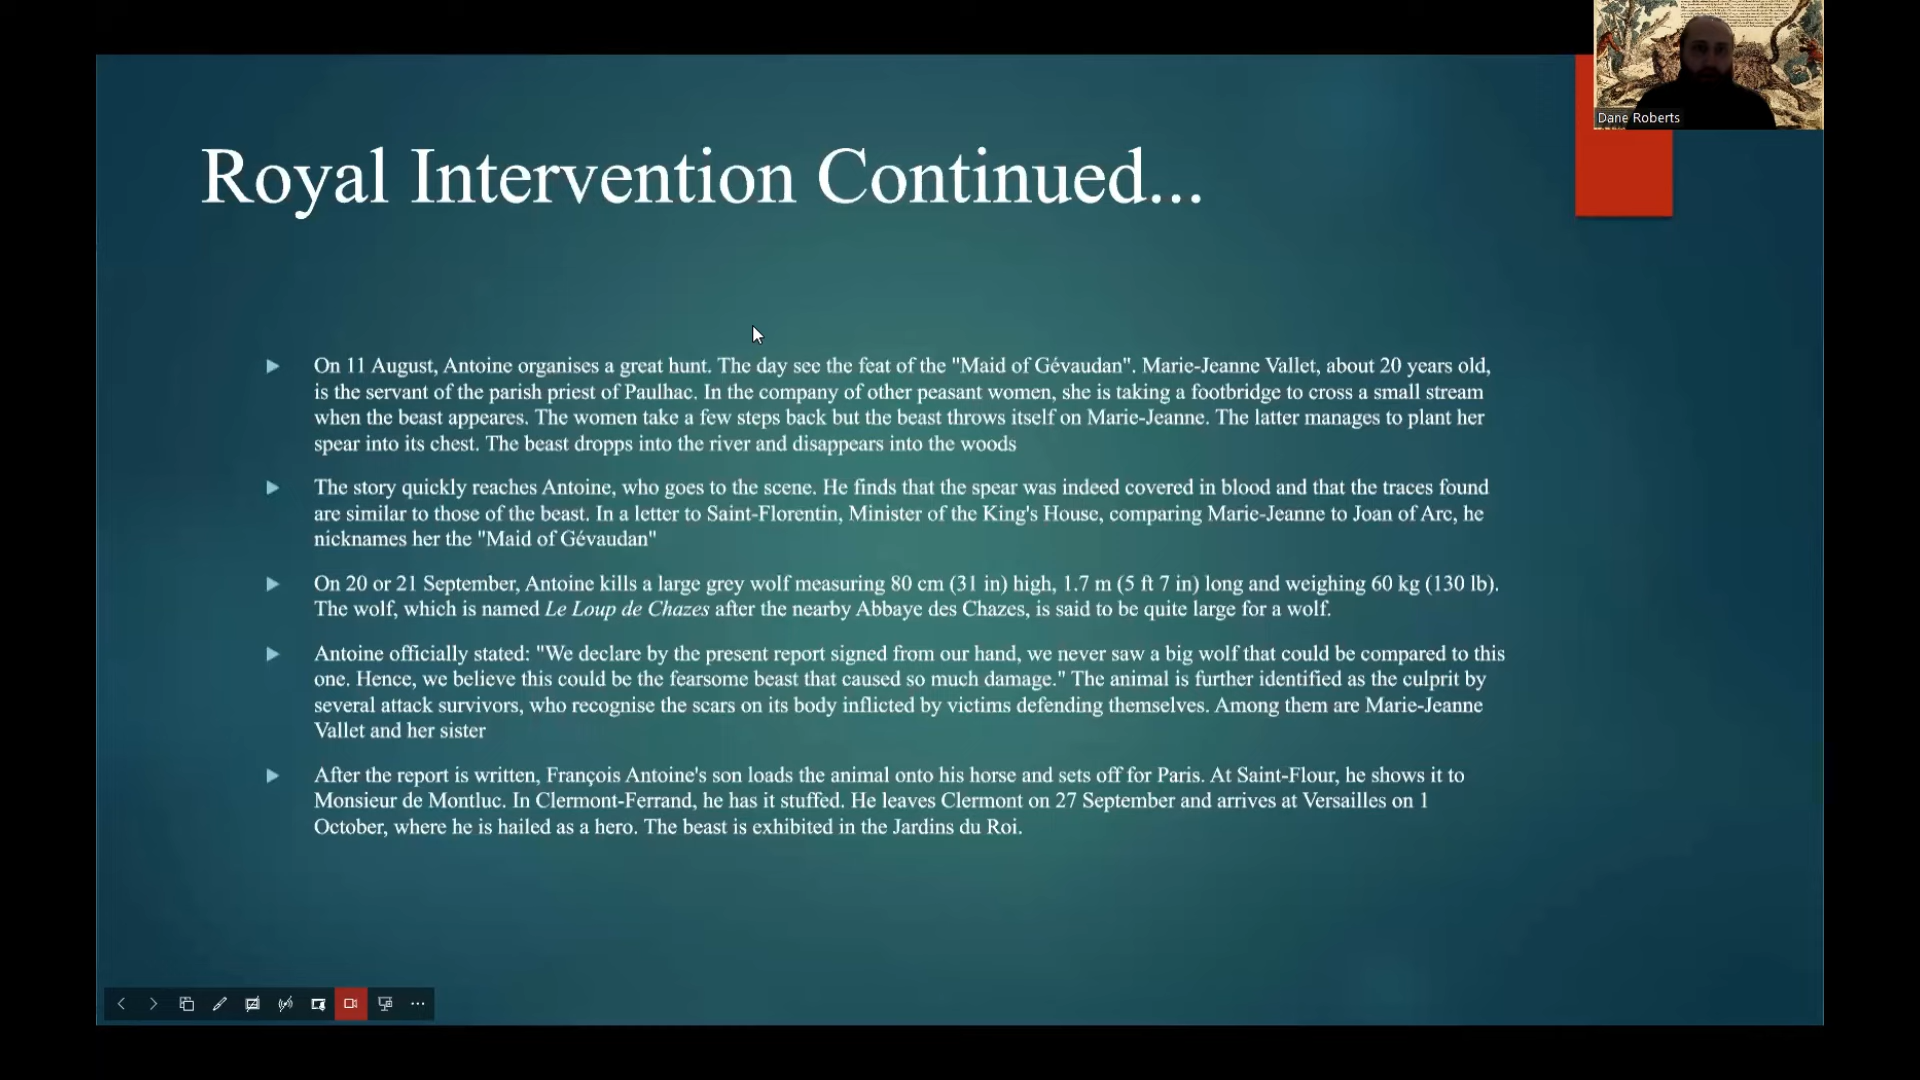 Dane Roberts
Royal Intervention Continued...
On 11 August, Antoine organises a great hunt. The day see the feat of the "Maid of Gévaudan". Marie-Jeanne Vallet, about 20 years old,
is the servant of the parish priest of Paulhac. In the company of other peasant women, she is taking a footbridge to cross a small stream
when the beast appeares. The women take a few steps back but the beast throws itself on Marie-Jeanne. The latter manages to plant her
spear into its chest. The beast dropps into the river and disappears into the woods
The story quickly reaches Antoine, who goes to the scene. He finds that the spear was indeed covered in blood and that the traces found
are similar to those of the beast. In a letter to Saint-Florentin, Minister of the King's House, comparing Marie-Jeanne to Joan of Arc, he
nicknames her the "Maid of Gévaudan"
On 20 or 21 September, Antoine kills a large grey wolf measuring 80 cm (31 in) high, 1.7 m (5 ft 7 in) long and weighing 60 kg (130 lb).
The wolf, which is named Le Loup de Chazes after the nearby Abbaye des Chazes, is said to be quite large for a wolf.
Antoine officially stated: "We declare by the present report signed from our hand, we never saw a big wolf that could be compared to this
one. Hence, we believe this could be the fearsome beast that caused so much damage." The animal is further identified as the culprit by
several attack survivors, who recognise the scars on its body inflicted by victims defending themselves. Among them are Marie-Jeanne
Vallet and her sister
After the report is written, François Antoine's son loads the animal onto his horse and sets off for Paris. At Saint-Flour, he shows it to
Monsieur de Montluc. In Clermont-Ferrand, he has it stuffed. He leaves Clermont on 27 September and arrives at Versailles on 1
October, where he is hailed as a hero. The beast is exhibited in the Jardins du Roi.